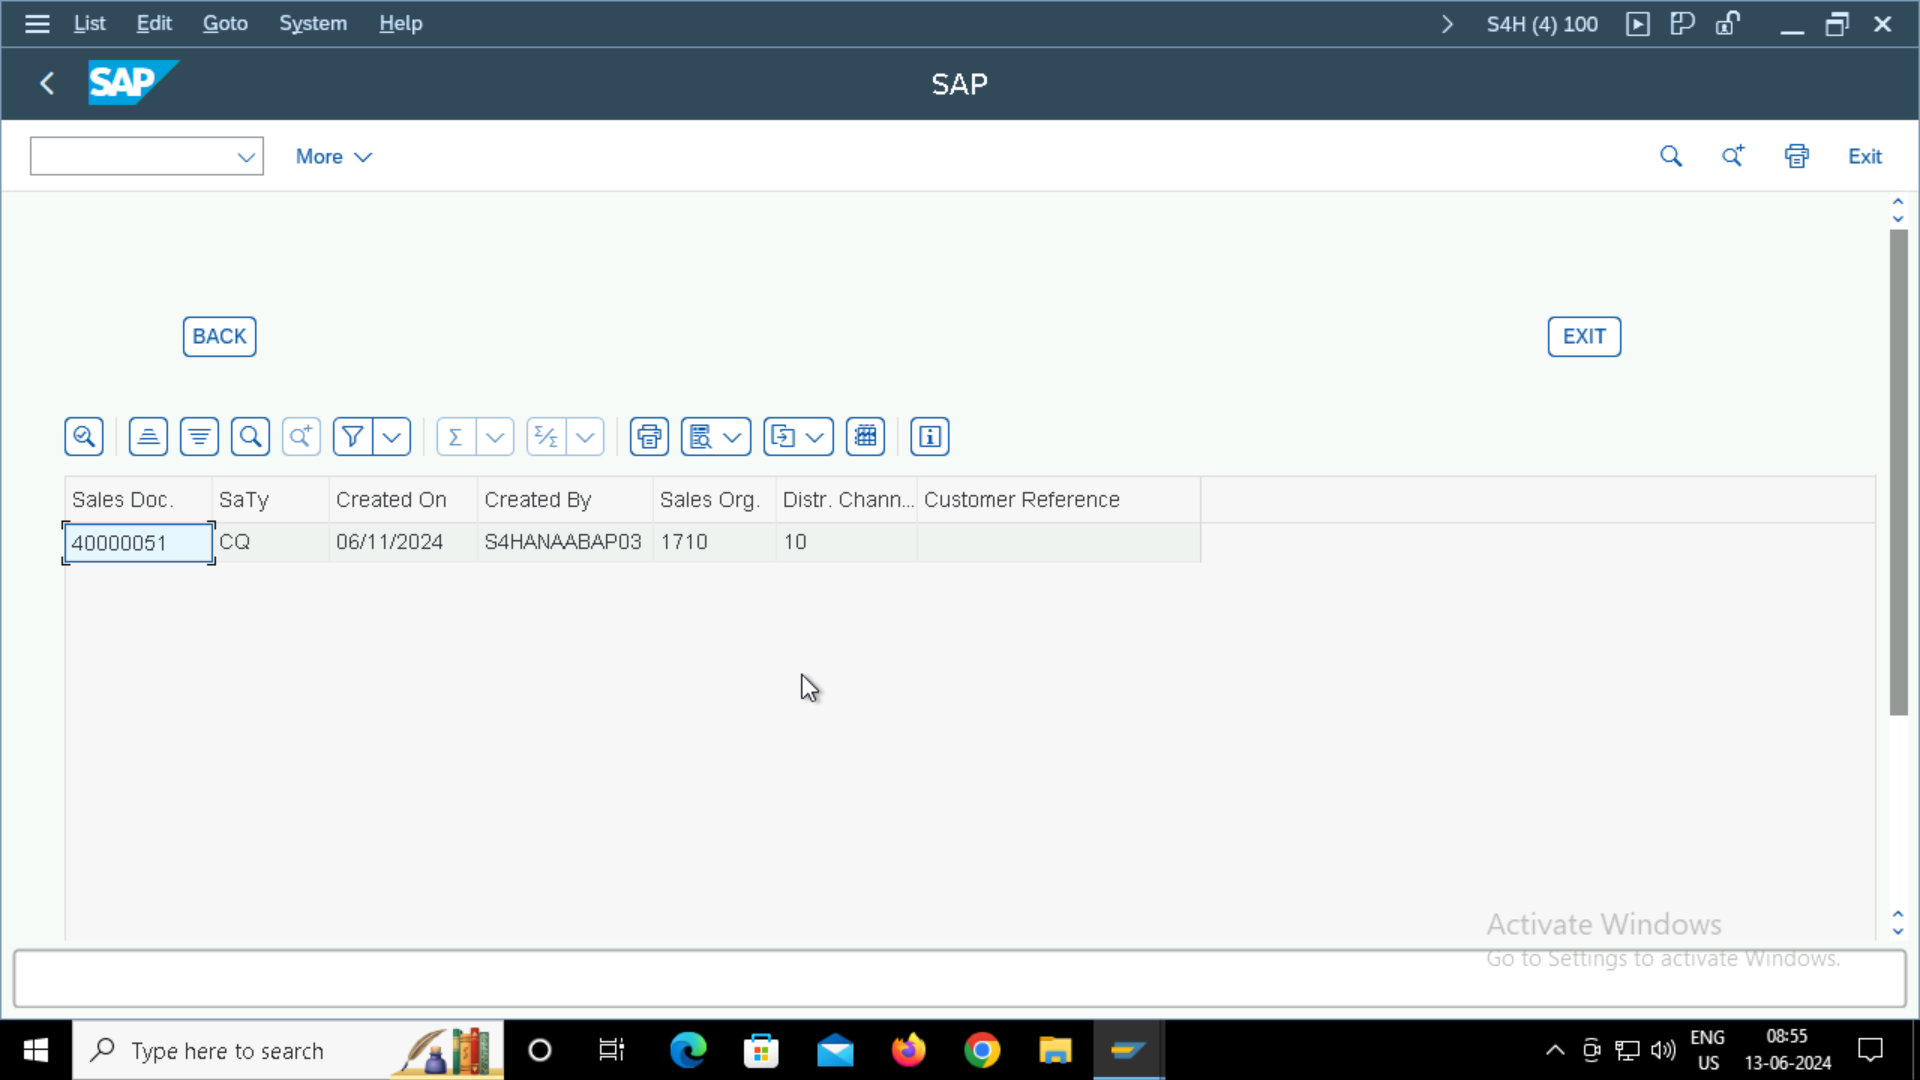 List Edit Goto System Help S4H (4) 100
SAP SAP
More Exit
BACK EXIT
Sales Doc. SaTy Created On Created By Sales Org. Distr. Chann... Customer Reference
40000051 CQ 06/11/2024 S4HANAABAP03 1710 10
Activate Windows
Go to Settings to activate Windows.
Type here to search ENG 08:55
US 13-06-2024